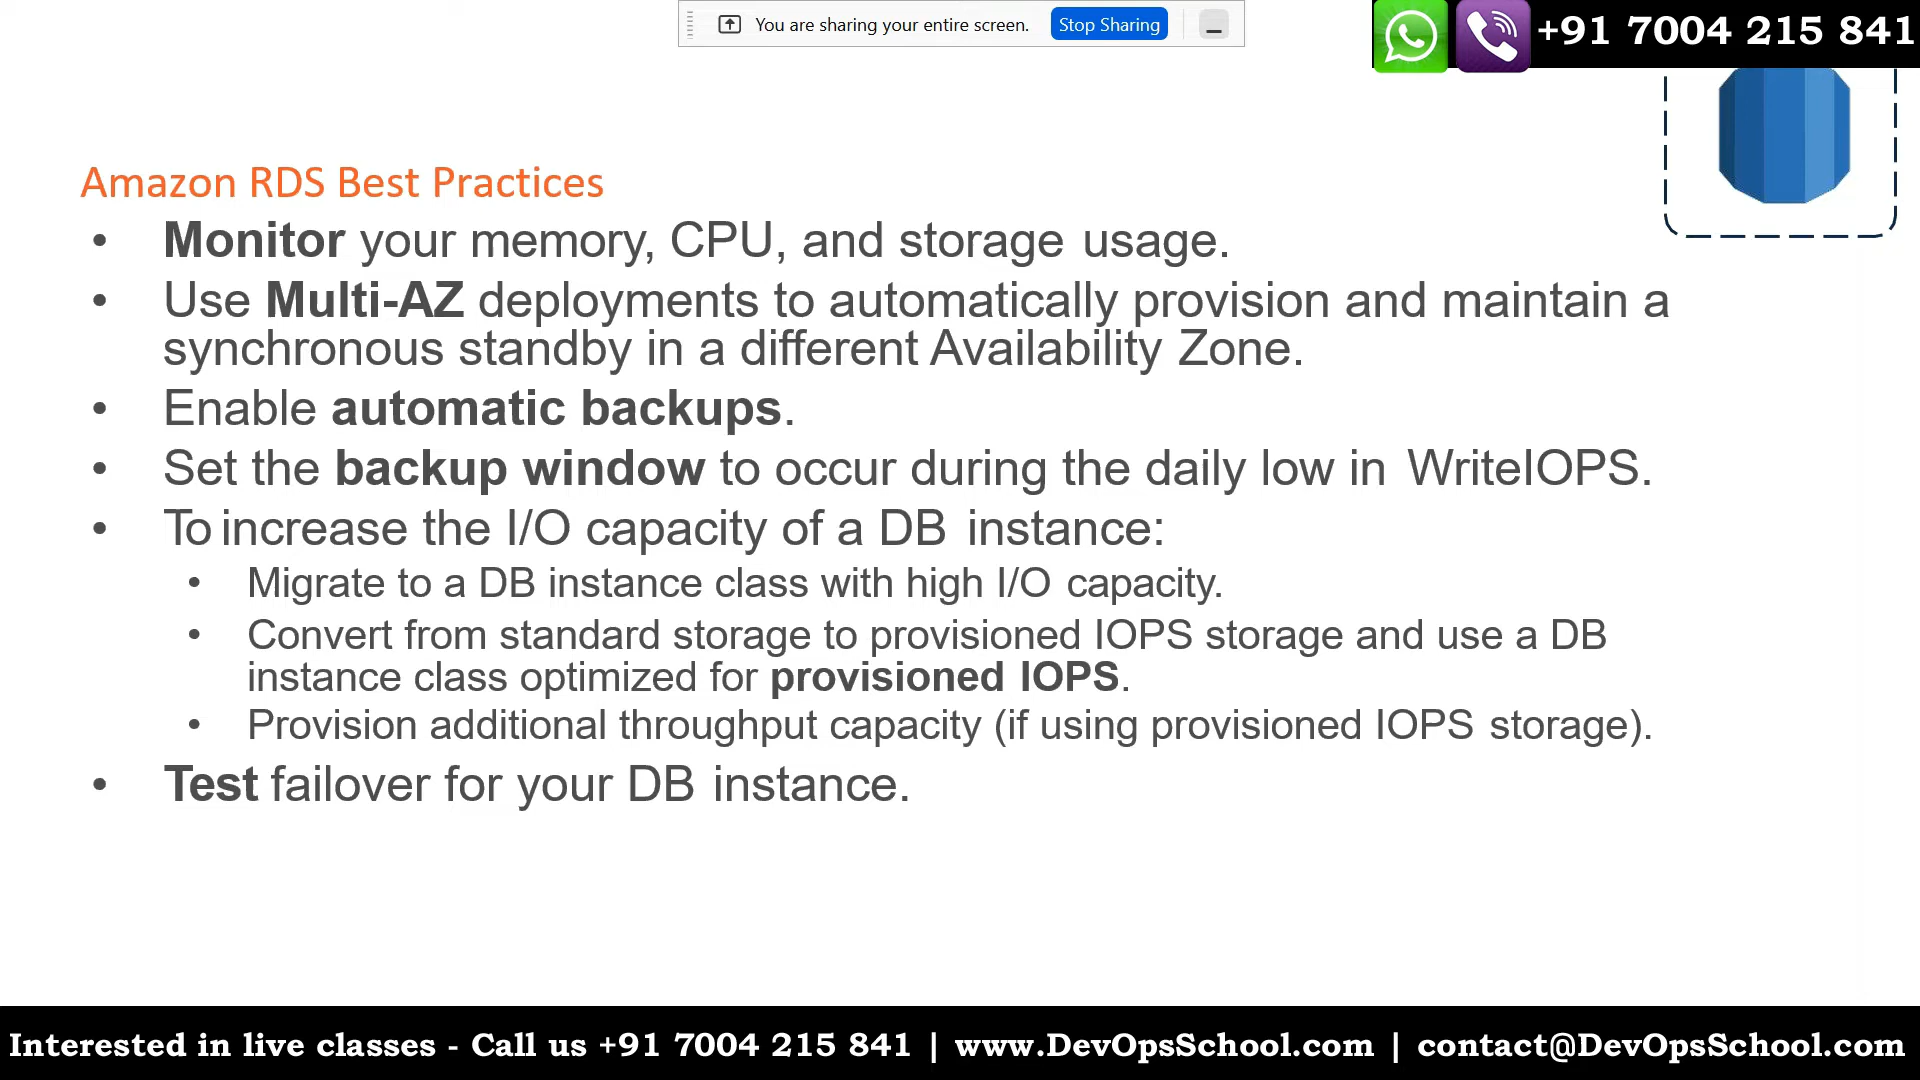 You are sharing your entire screen. Stop Sharing
+91 7004 215 841
Amazon RDS Best Practices
• Monitor your memory, CPU, and storage usage.
• Use Multi-AZ deployments to automatically provision and maintain a
synchronous standby in a different Availability Zone.
• Enable automatic backups.
• Set the backup window to occur during the daily low in WriteIOPS.
• To increase the I/O capacity of a DB instance:
• Migrate to a DB instance class with high I/O capacity.
• Convert from standard storage to provisioned IOPS storage and use a DB
instance class optimized for provisioned IOPS.
• Provision additional throughput capacity (if using provisioned IOPS storage).
• Test failover for your DB instance.
Interested in live classes - Call us +91 7004 215 841 | www.DevOpsSchool.com | contact@DevOpsSchool.com